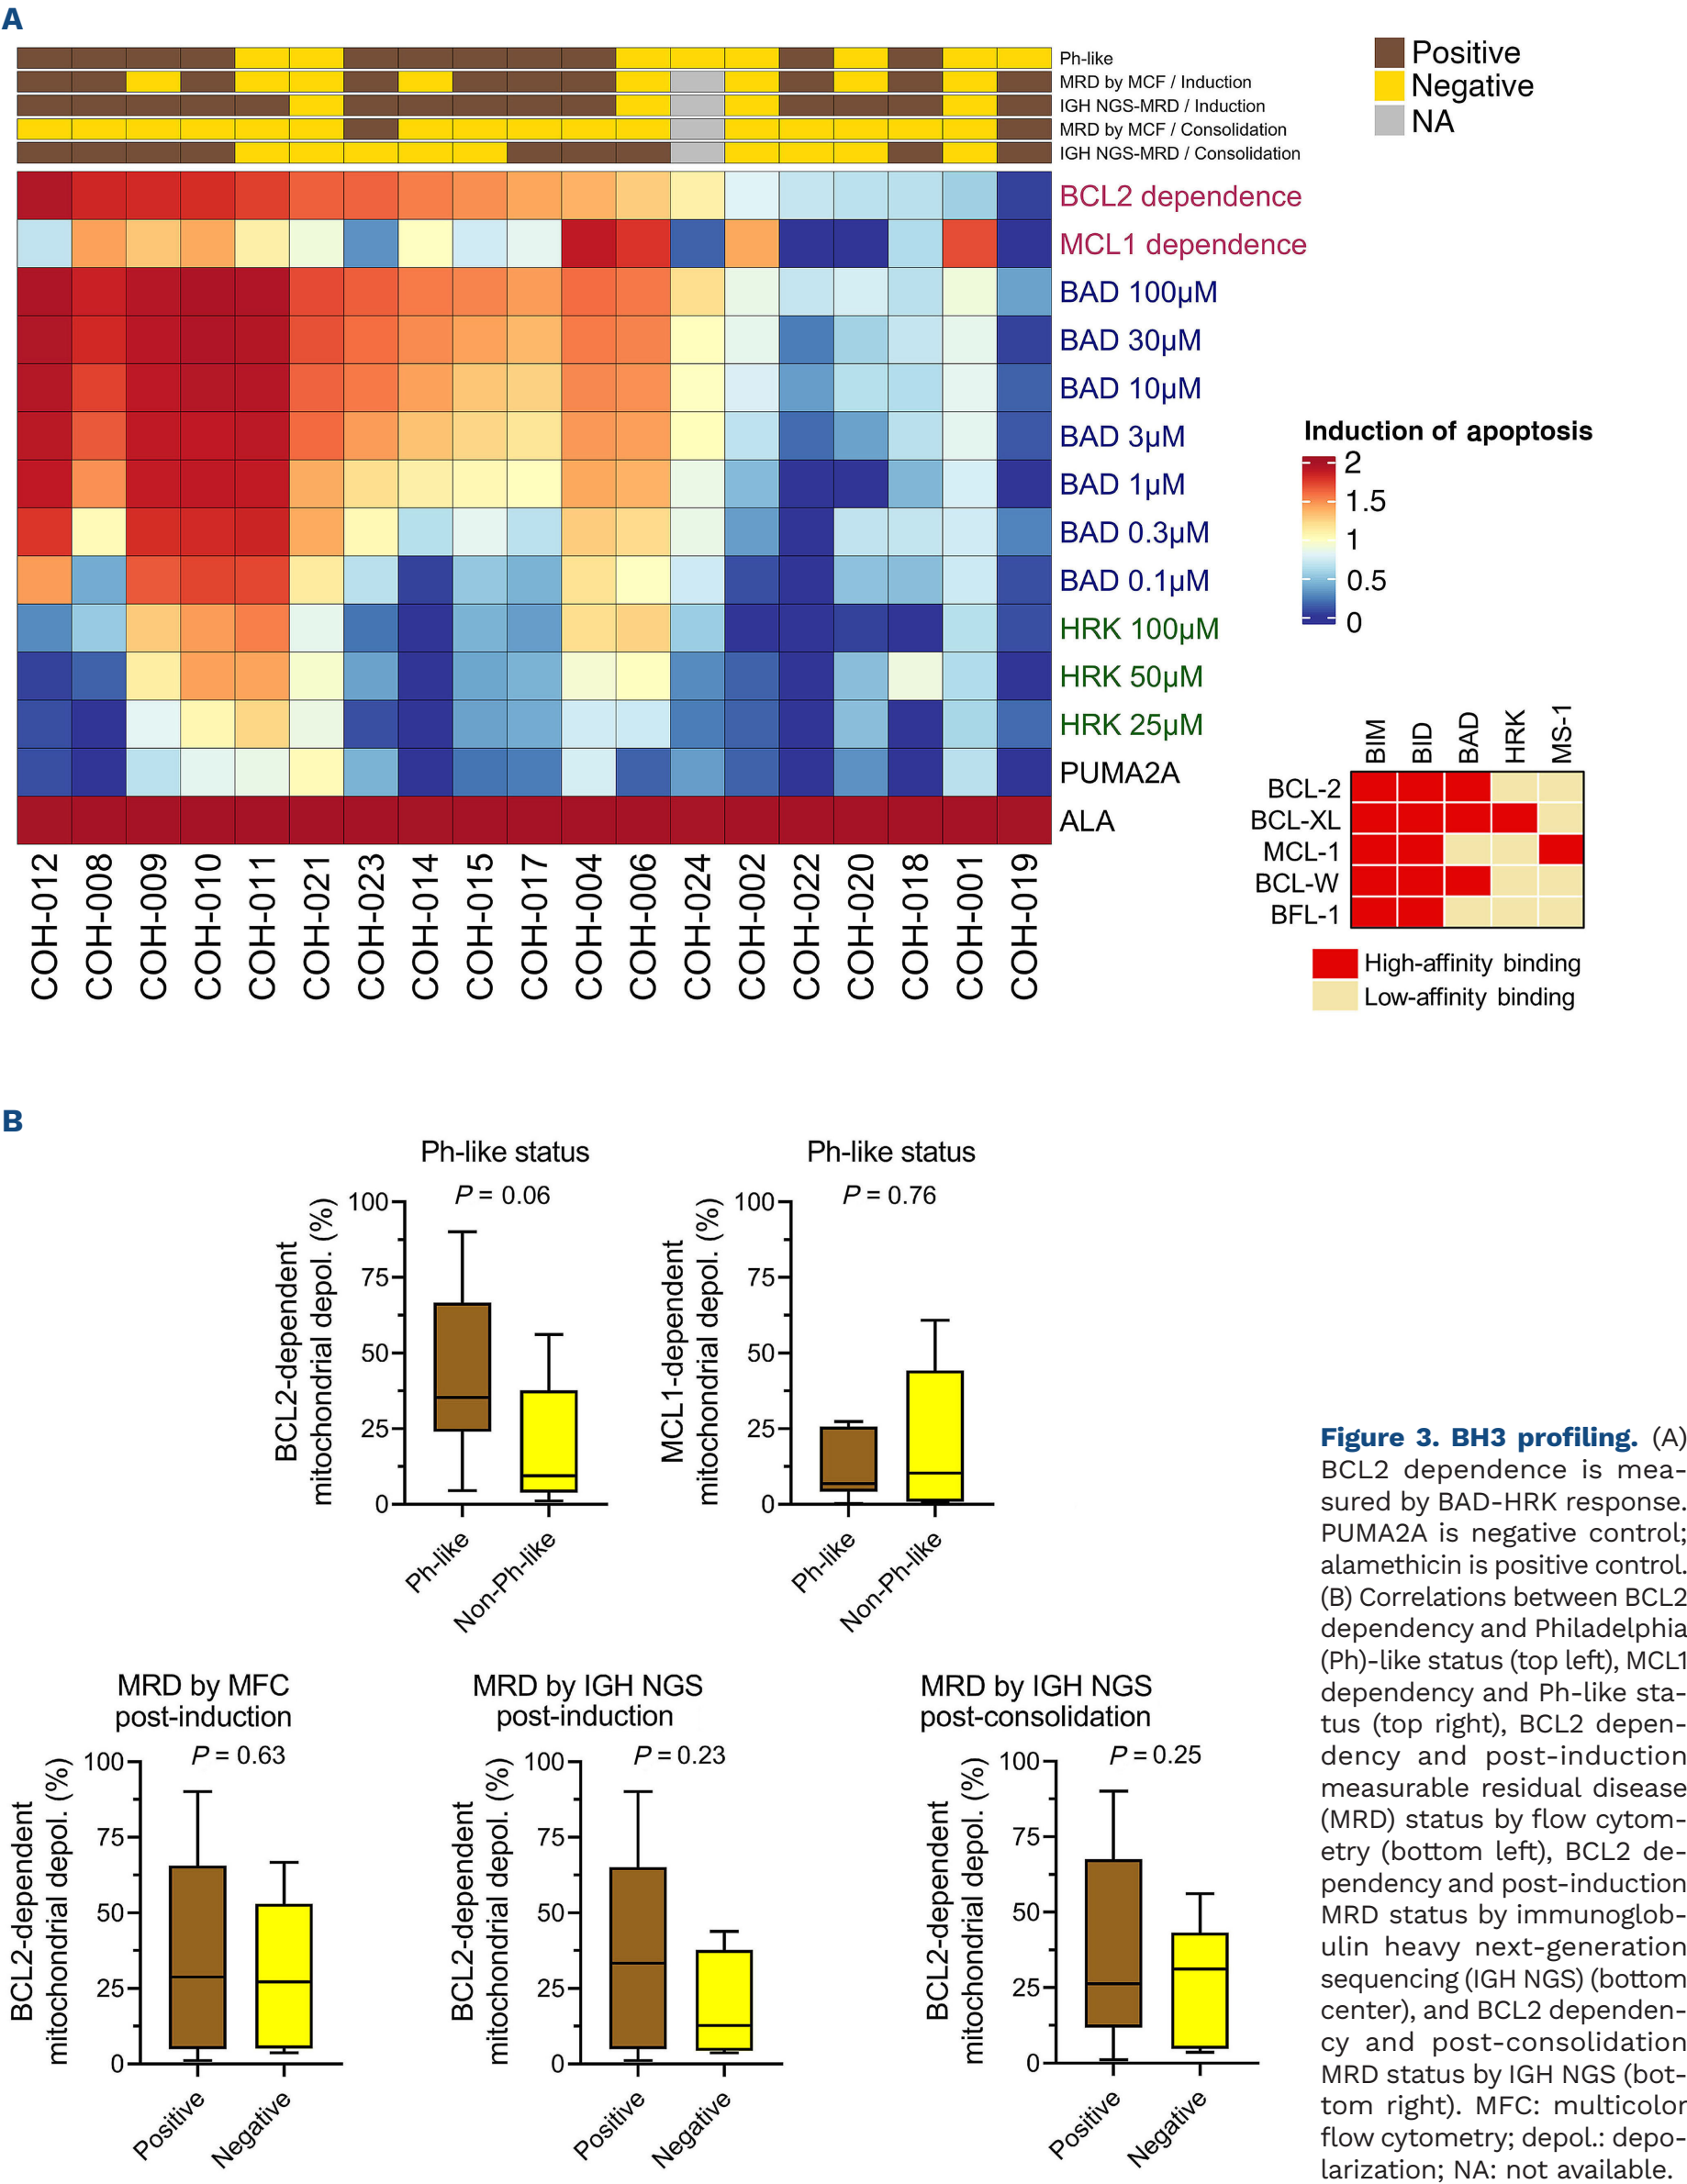 A
Ph-like
MRD by MCF / Induction
IGH NGS-MRD / Induction
MRD by MCF / Consolidation
IGH NGS-MRD / Consolidation
Positive
Negative
NA
BCL2 dependence
MCL1 dependence
BAD 100µM
BAD 30µM
BAD 10µM
BAD 3µM
BAD 1µM
BAD 0.3µM
BAD 0.1µM
HRK 100µM
HRK 50µM
HRK 25µM
PUMA2A
ALA
COH-012
COH-008
COH-009
COH-010
COH-011
COH-021
COH-023
COH-014
COH-015
COH-017
COH-004
COH-006
COH-024
COH-002
COH-022
COH-020
COH-018
COH-001
COH-019
Induction of apoptosis
2
1.5
1
0.5
0
BIM
BID
BAD
HRK
MS-1
BCL-2
BCL-XL
MCL-1
BCL-W
BFL-1
High-affinity binding
Low-affinity binding
B
Ph-like status
P = 0.06
BCL2-dependent
mitochondrial depol. (%)
100
75
50
25
0
Ph-like
Non-Ph-like
Ph-like status
P = 0.76
MCL1-dependent
mitochondrial depol. (%)
100
75
50
25
0
Ph-like
Non-Ph-like
MRD by MFC
post-induction
P = 0.63
BCL2-dependent
mitochondrial depol. (%)
100
75
50
25
0
Positive
Negative
MRD by IGH NGS
post-induction
P = 0.23
BCL2-dependent
mitochondrial depol. (%)
100
75
50
25
0
Positive
Negative
MRD by IGH NGS
post-consolidation
P = 0.25
BCL2-dependent
mitochondrial depol. (%)
100
75
50
25
0
Positive
Negative
Figure 3. BH3 profiling. (A)
BCL2 dependence is mea-
sured by BAD-HRK response.
PUMA2A is negative control;
alamethicin is positive control.
(B) Correlations between BCL2
dependency and Philadelphia
(Ph)-like status (top left), MCL1
dependency and Ph-like sta-
tus (top right), BCL2 depen-
dency and post-induction
measurable residual disease
(MRD) status by flow cytom-
etry (bottom left), BCL2 de-
pendency and post-induction
MRD status by immunoglob-
ulin heavy next-generation
sequencing (IGH NGS) (bottom
center), and BCL2 dependen-
cy and post-consolidation
MRD status by IGH NGS (bot-
tom right). MFC: multicolor
flow cytometry; depol.: depo-
larization; NA: not available.